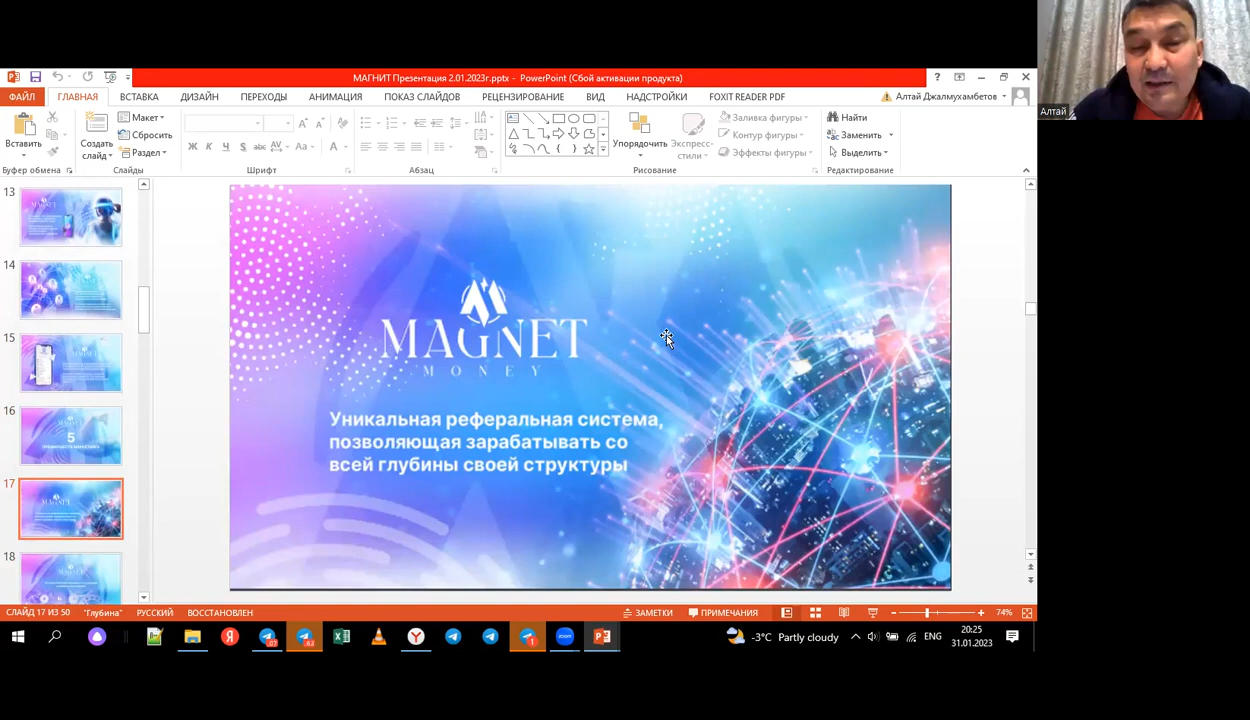 МАГНИТ Презентация 2.01.2023г.pptx - PowerPoint (Сбой активации продукта)
ФАЙЛ ГЛАВНАЯ ВСТАВКА ДИЗАЙН ПЕРЕХОДЫ АНИМАЦИЯ ПОКАЗ СЛАЙДОВ РЕЦЕНЗИРОВАНИЕ ВИД НАДСТРОЙКИ FOXIT READER PDF Алтай Джалмухамбетов
Алтай
Вставить
Создать слайд
Макет
Сбросить
Раздел
Ж К Ч S abc AV Aa А
Упорядочить
Экспресс-стили
Заливка фигуры
Контур фигуры
Эффекты фигуры
Найти
Заменить
Выделить
Буфер обмена Слайды Шрифт Абзац Рисование Редактирование
13
14
15
16
5
17
18
MAGNET
MONEY
Уникальная реферальная система,
позволяющая зарабатывать со
всей глубины своей структуры
СЛАЙД 17 ИЗ 50 "Глубина" РУССКИЙ ВОССТАНОВЛЕН ЗАМЕТКИ ПРИМЕЧАНИЯ 74%
-3°C Partly cloudy ENG 20:25
31.01.2023